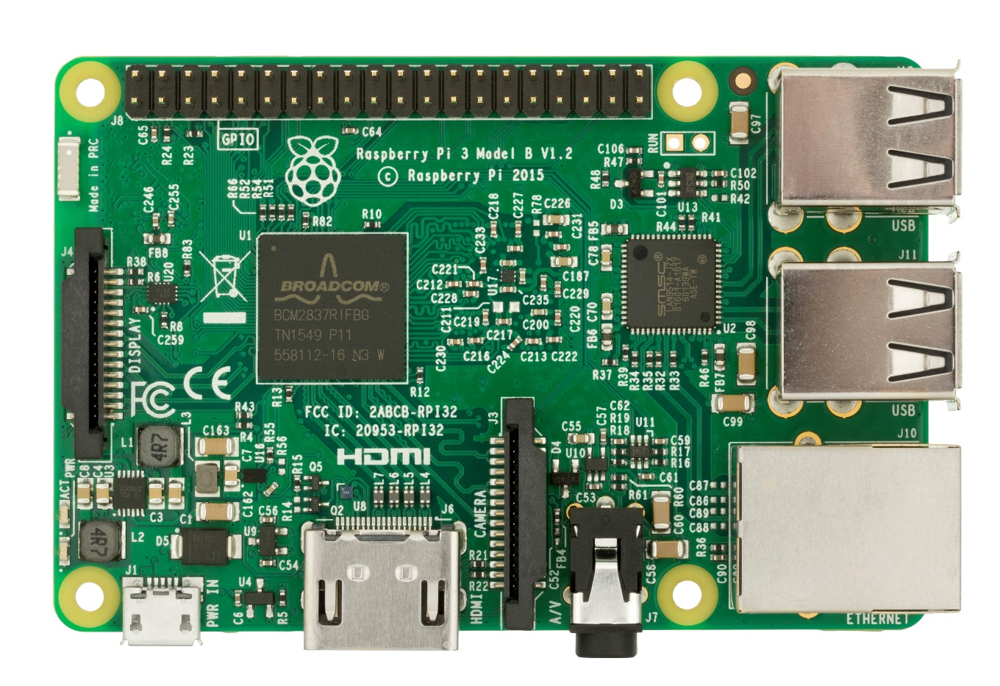 J8
C65
R24
R23
GPIO
C64
Raspberry Pi 3 Model B V1.2
© Raspberry Pi 2015
C106
R47
R48
D3
RUN
C97
C102
R50
R42
C101
U13
R41
R44
USB
Made in PRC
C246
C255
R66
R52
R54
R51
R82
R10
C218
C227
R78
C226
C231
FB5
C78
C233
U1
J4
FB8
R83
R38
R6
U20
R8
C259
DISPLAY
BROADCOM®
BCM2837RIFBG
TN1549 P11
558112-16 N3 W
C221
C212
C228
C211
C219
U17
C187
C229
C235
C200
C220
C217
C230
C216
C224
C213
C222
C70
FB6
SMSC®
LAN9514-JZX
B1601-A1B17
ASE-TW
U2
J11
USB
C98
R37
R39
R34
R35
R32
R33
R46
FB7
C99
R12
R13
FC
CE
FCC ID: 2ABCB-RPI32
IC: 20953-RPI32
HDMI
R43
R4
L3
C163
C7
U16
R55
R56
L1
4R7
PWR
C8
C4
U3
ACT
C3
C1
C162
C56
R14
R15
Q5
Q2
U8
L7
L6
L5
L4
J6
J3
CAMERA
C55
D4
U10
C57
C62
R19
R18
U11
C59
R17
R16
C61
R61
R60
C60
C53
J10
C87
C86
C89
C88
R36
C90
L2
4R7
D5
U9
C54
J1
PWR IN
U4
C6
R5
R21
R22
HDMI
C52
FB4
A/V
C58
J7
ETHERNET